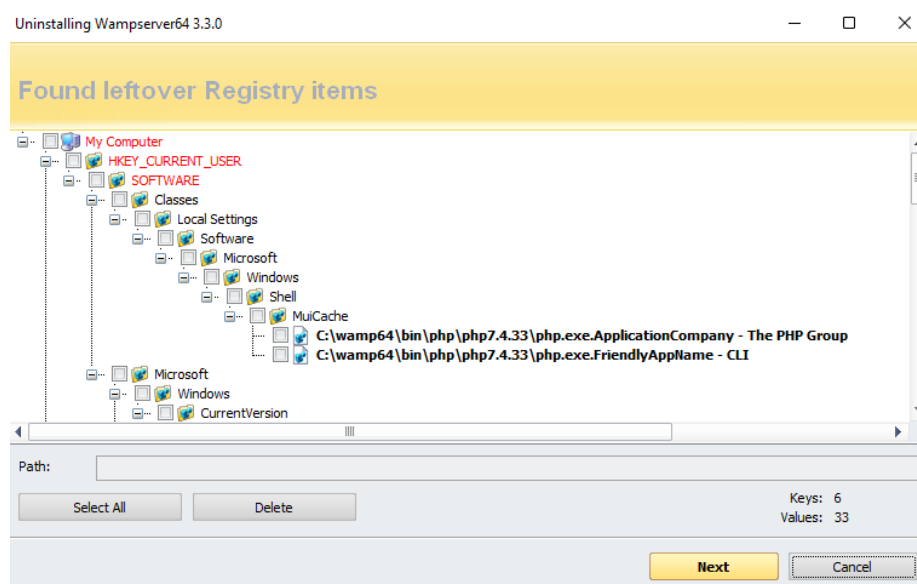 Uninstalling Wampserver64 3.3.0
Found leftover Registry items
My Computer
HKEY_CURRENT_USER
SOFTWARE
Classes
Local Settings
Software
Microsoft
Windows
Shell
MuiCache
C:\wamp64\bin\php\php7.4.33\php.exe.ApplicationCompany - The PHP Group
C:\wamp64\bin\php\php7.4.33\php.exe.FriendlyAppName - CLI
Microsoft
Windows
CurrentVersion
Path:
Select All Delete Keys: 6
Values: 33
Next Cancel